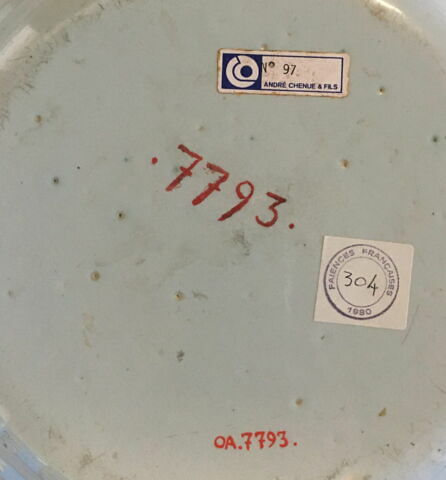 N° 97
ANDRÉ CHENUE & FILS
.7793.
FAIENCES FRANÇAISES
304
1980
OA.7793.